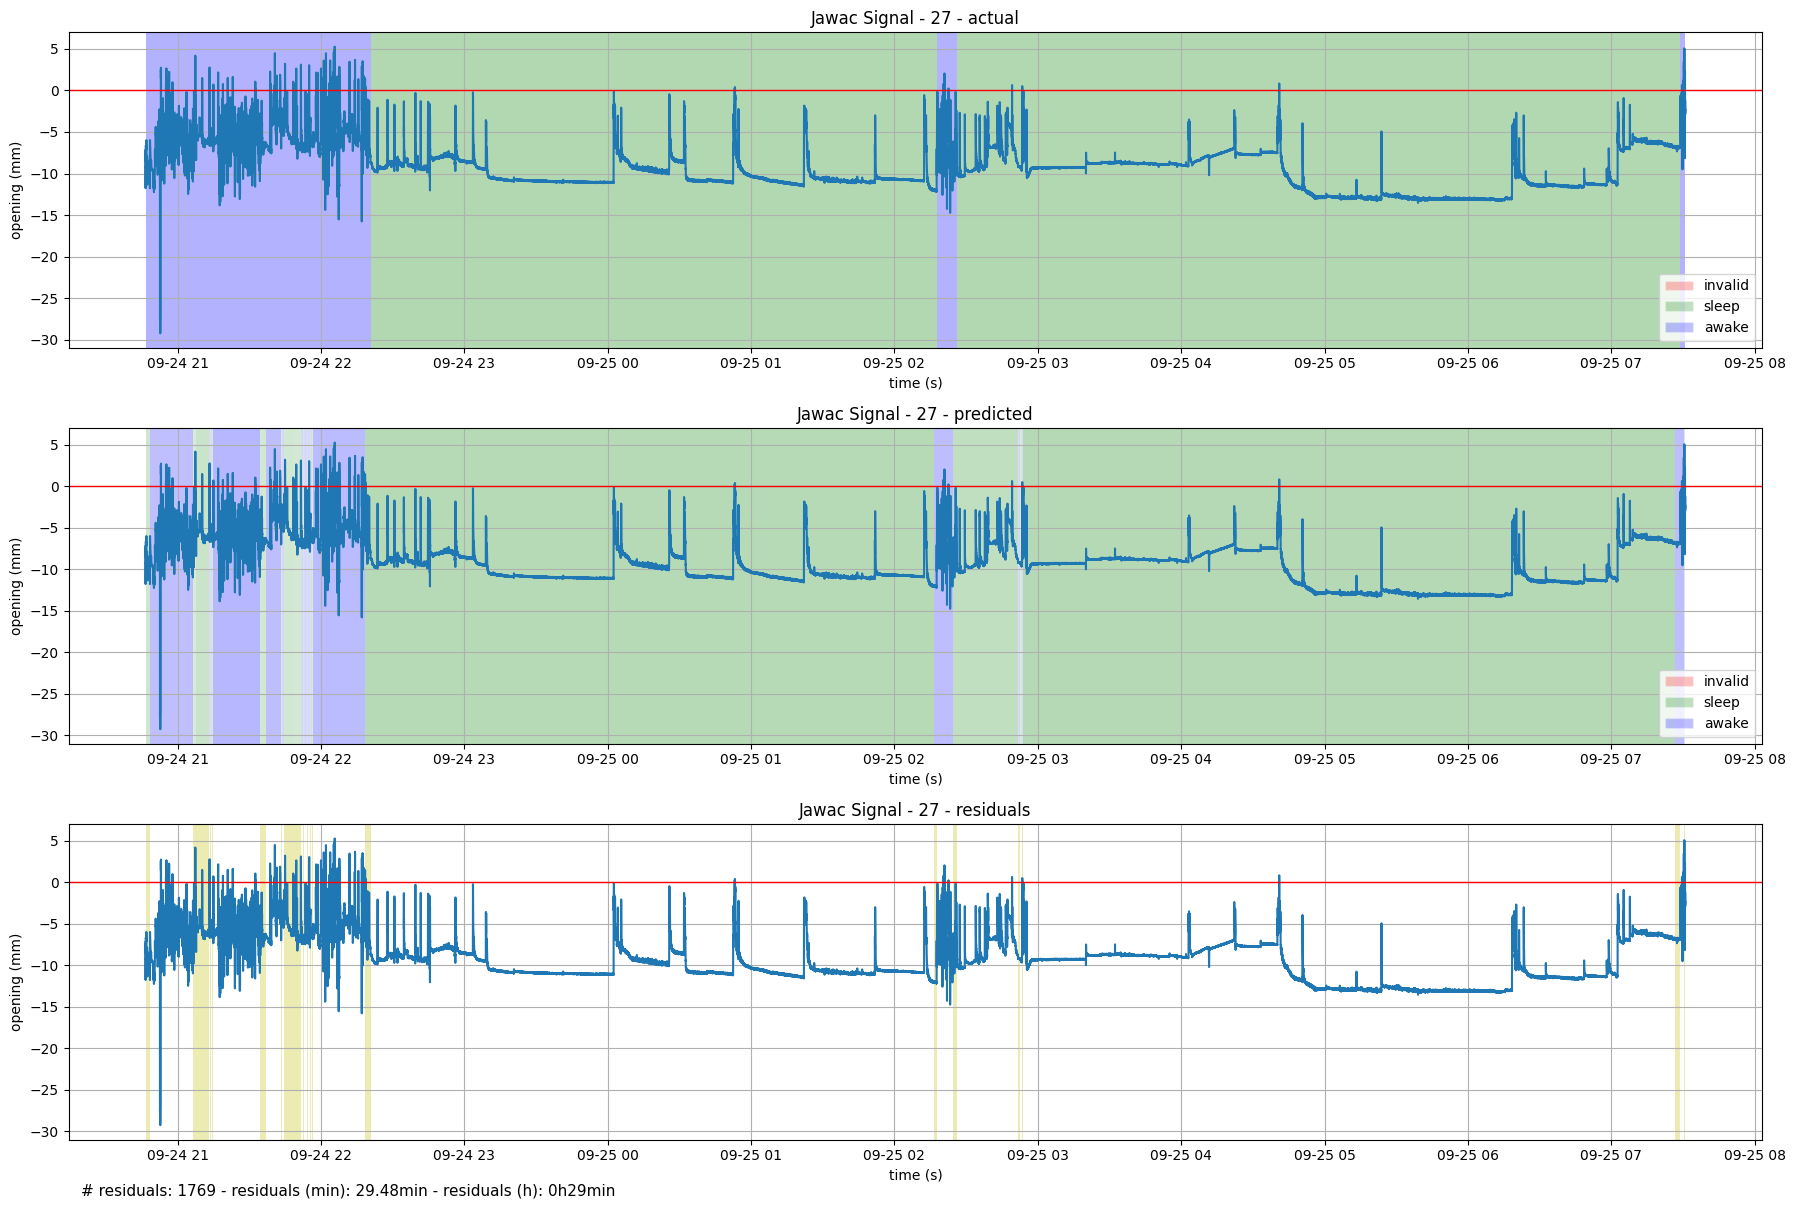 Jawac Signal - 27 - actual
opening (mm)
5
0
−5
−10
−15
−20
−25
−30
invalid
sleep
awake
09-24 21 09-24 22 09-24 23 09-25 00 09-25 01 09-25 02 09-25 03 09-25 04 09-25 05 09-25 06 09-25 07 09-25 08
time (s)
Jawac Signal - 27 - predicted
opening (mm)
5
0
−5
−10
−15
−20
−25
−30
invalid
sleep
awake
09-24 21 09-24 22 09-24 23 09-25 00 09-25 01 09-25 02 09-25 03 09-25 04 09-25 05 09-25 06 09-25 07 09-25 08
time (s)
Jawac Signal - 27 - residuals
opening (mm)
5
0
−5
−10
−15
−20
−25
−30
09-24 21 09-24 22 09-24 23 09-25 00 09-25 01 09-25 02 09-25 03 09-25 04 09-25 05 09-25 06 09-25 07 09-25 08
time (s)
# residuals: 1769 - residuals (min): 29.48min - residuals (h): 0h29min